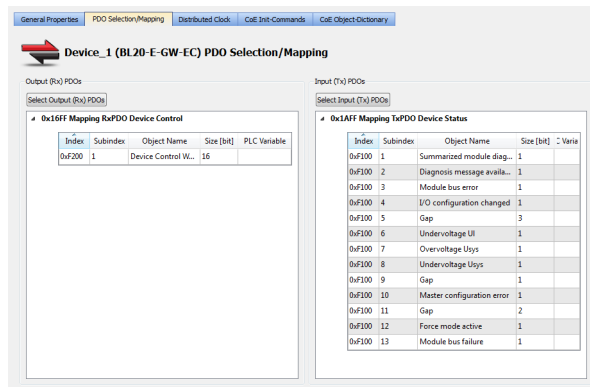 General Properties PDO Selection/Mapping Distributed Clock CoE Init-Commands CoE Object-Dictionary
Device_1 (BL20-E-GW-EC) PDO Selection/Mapping
Output (Rx) PDOs
Select Output (Rx) PDOs
0x16FF Mapping RxPDO Device Control
Index Subindex Object Name Size [bit] PLC Variable
0xF200 1 Device Control W... 16
Input (Tx) PDOs
Select Input (Tx) PDOs
0x1AFF Mapping TxPDO Device Status
Index Subindex Object Name Size [bit] C Varia
0xF100 1 Summarized module diag... 1
0xF100 2 Diagnosis message availa... 1
0xF100 3 Module bus error 1
0xF100 4 I/O configuration changed 1
0xF100 5 Gap 3
0xF100 6 Undervoltage UI 1
0xF100 7 Overvoltage Usys 1
0xF100 8 Undervoltage Usys 1
0xF100 9 Gap 1
0xF100 10 Master configuration error 1
0xF100 11 Gap 2
0xF100 12 Force mode active 1
0xF100 13 Module bus failure 1